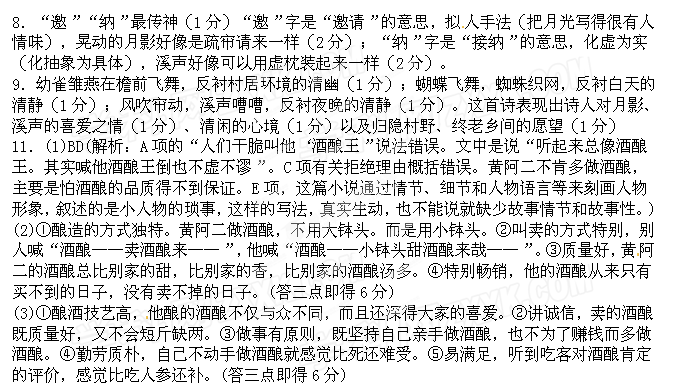 8. “邀 ”“纳 ”最传神（1 分）“邀 ”字是“邀请 ”的意思，拟人手法（把月光写得很有人
情味），晃动的月影好像是疏帘请来一样（2 分）；“纳 ”字是“接纳 ”的意思，化虚为实
（化抽象为具体），溪声好像可以用虚枕装起来一样（2 分）。
9. 幼雀雏燕在檐前飞舞，反衬村居环境的清幽（1 分）；蝴蝶飞舞，蜘蛛织网，反衬白天的
清静（1 分）；风吹帘动，溪声嘈嘈，反衬夜晚的清静（1 分）。这首诗表现出诗人对月影、
溪声的喜爱之情（1 分）、清闲的心境（1 分）以及归隐村野、终老乡间的愿望（1 分）
11. (1)BD(解析：A 项的“人们干脆叫他‘酒酿王 ”说法错误。文中是说“听起来总像酒酿
王。其实喊他酒酿王倒也不虚不谬 ”。C 项有关拒绝理由概括错误。黄阿二不肯多做酒酿，
主要是怕酒酿的品质得不到保证。E 项，这篇小说通过情节、细节和人物语言等来刻画人物
形象，叙述的是小人物的琐事，这样的写法，真实生动，也不能说就缺少故事情节和故事性。)
(2)①酿造的方式独特。黄阿二做酒酿，不用大钵头。而是用小钵头。②叫卖的方式特别，别
人喊“酒酿——卖酒酿来—— ”，他喊“酒酿——小钵头甜酒酿来哉—— ”。③质量好，黄阿
二的酒酿总比别家的甜，比别家的香，比别家的酒酿汤多。④特别畅销，他的酒酿从来只有
买不到的日子，没有卖不掉的日子。(答三点即得 6 分)
(3)①酿酒技艺高，他酿的酒酿不仅与众不同，而且还深得大家的喜爱。②讲诚信，卖的酒酿
既质量好，又不会短斤缺两。③做事有原则，既坚持自己亲手做酒酿，也不为了赚钱而多做
酒酿。④勤劳质朴，自己不动手做酒酿就感觉比死还难受。⑤易满足，听到吃客对酒酿肯定
的评价，感觉比吃人参还补。(答三点即得 6 分)